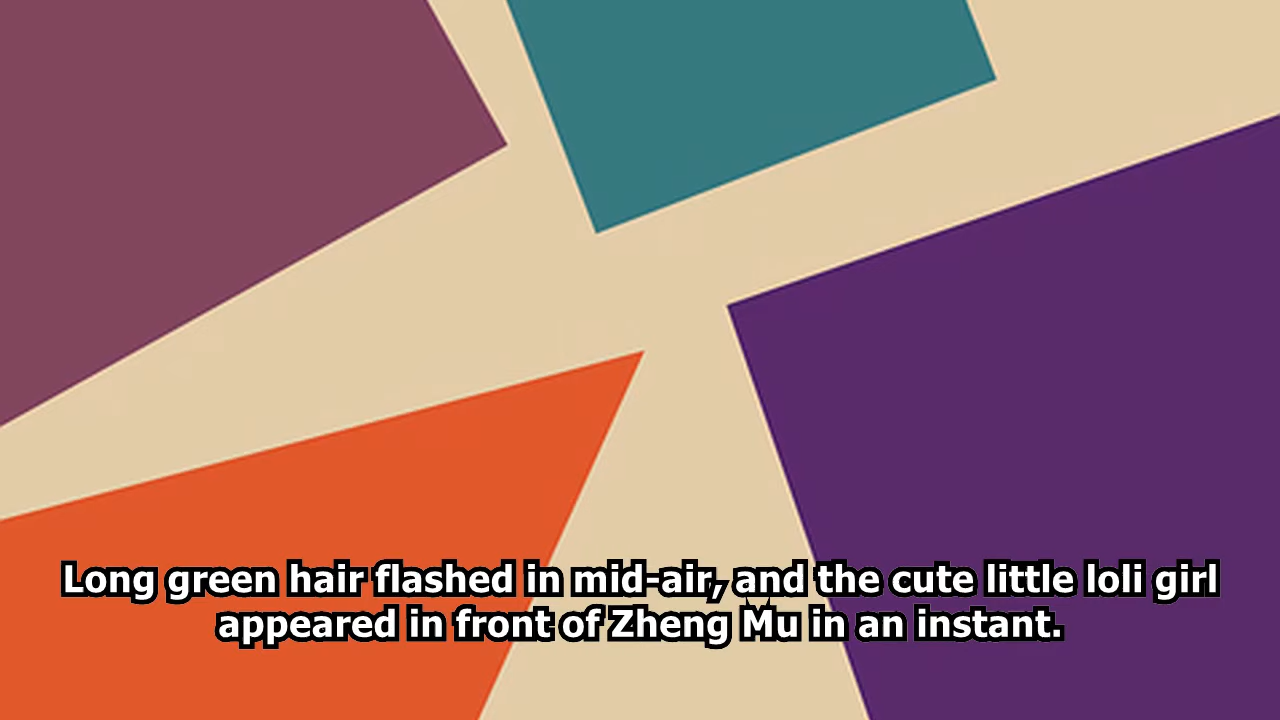 Long green hair flashed in mid-air, and the cute little loli girl
appeared in front of Zheng Mu in an instant.